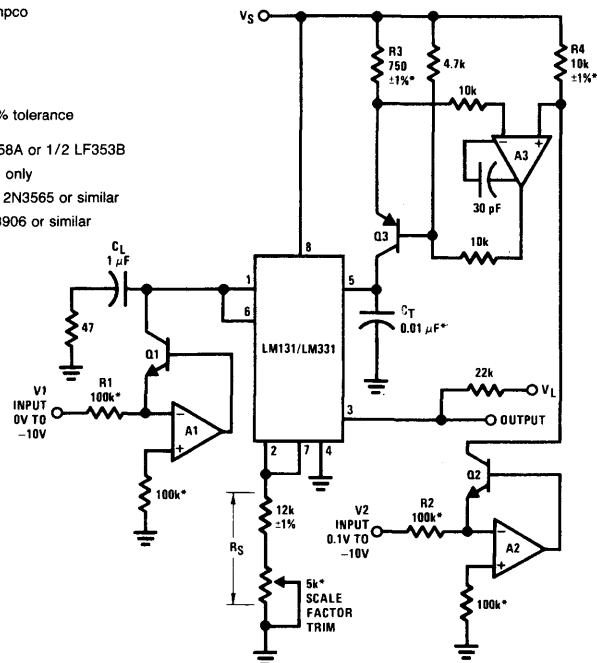 mpco
% tolerance
58A or 1/2 LF353B
only
2N3565 or similar
3906 or similar
VS
R3
750
±1%*
4.7k
R4
10k
±1%*
10k
−
+
A3
30 pF
Q3
10k
8
CL
1 μF
1
6
5
47
LM131/LM331
CT
0.01 μF*
Q1
V1
INPUT
0V TO
−10V
R1
100k*
−
A1
+
100k*
22k
VL
3
OUTPUT
2
7
4
12k
±1%
RS
5k*
SCALE
FACTOR
TRIM
Q2
V2
INPUT
0.1V TO
−10V
R2
100k*
−
A2
+
100k*